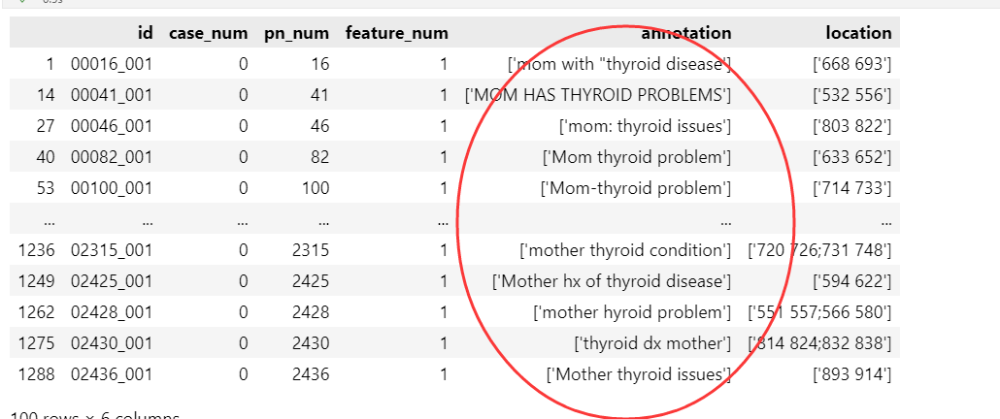 id case_num pn_num feature_num annotation location
1 00016_001 0 16 1 ['mom with "thyroid disease'] ['668 693']
14 00041_001 0 41 1 ['MOM HAS THYROID PROBLEMS'] ['532 556']
27 00046_001 0 46 1 ['mom: thyroid issues'] ['803 822']
40 00082_001 0 82 1 ['Mom thyroid problem'] ['633 652']
53 00100_001 0 100 1 ['Mom-thyroid problem'] ['714 733']
... ... ... ... ... ... ...
1236 02315_001 0 2315 1 ['mother thyroid condition'] ['720 726;731 748']
1249 02425_001 0 2425 1 ['Mother hx of thyroid disease'] ['594 622']
1262 02428_001 0 2428 1 ['mother hyroid problem'] ['551 557;566 580']
1275 02430_001 0 2430 1 ['thyroid dx mother'] ['814 824;832 838']
1288 02436_001 0 2436 1 ['Mother thyroid issues'] ['893 914']
100 rows × 6 columns